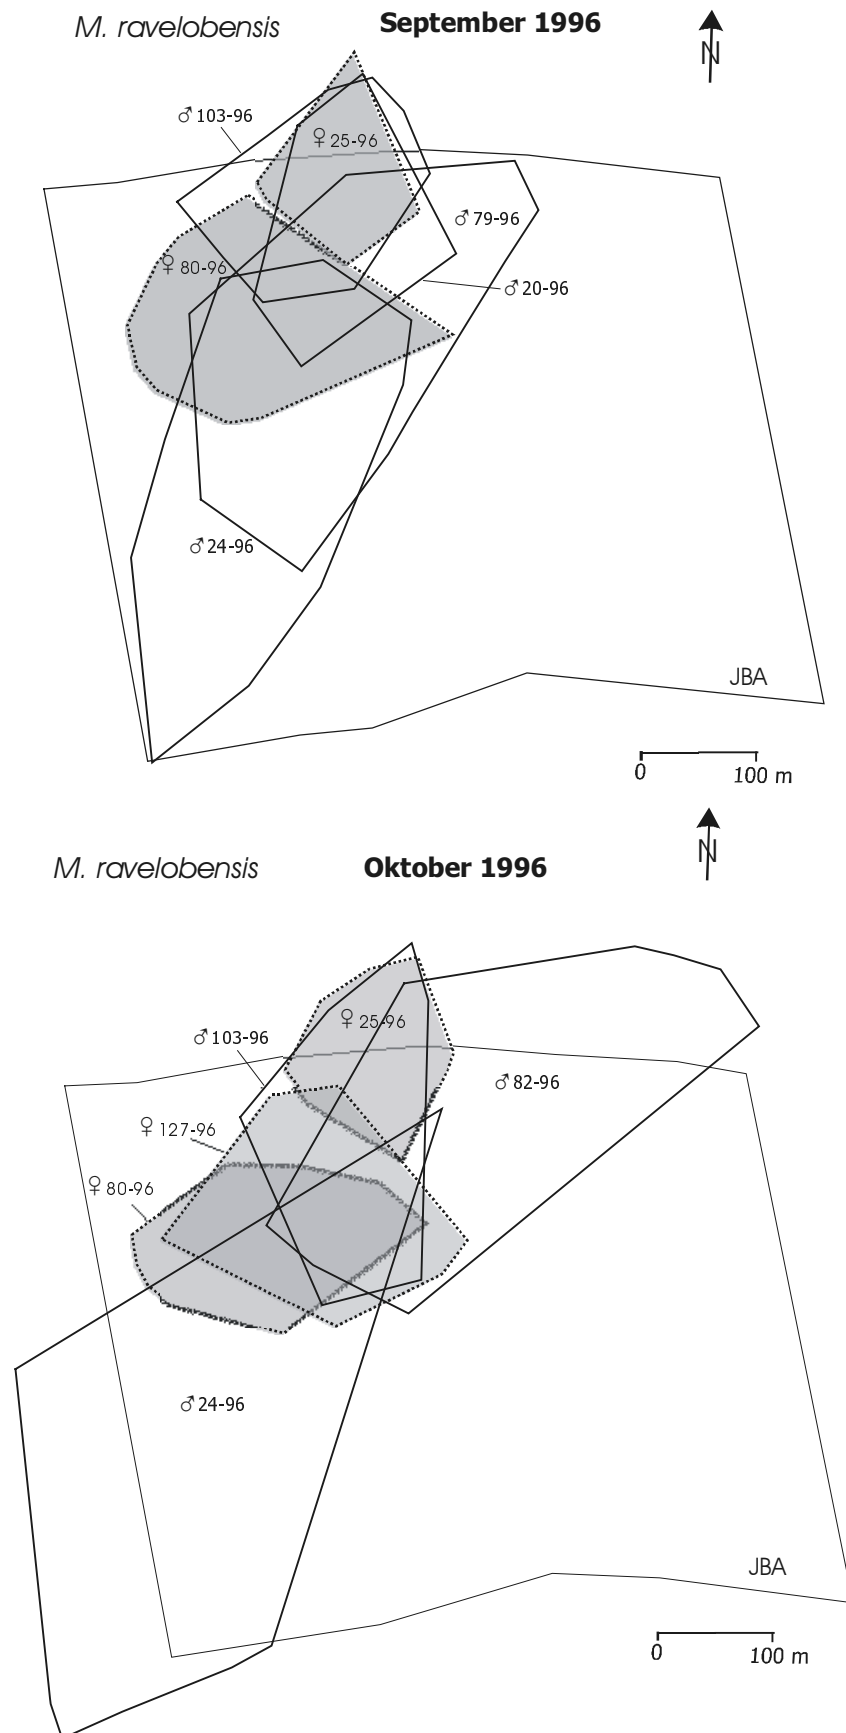 M. ravelobensis
September 1996
N
♂103-96
♀25-96
♂79-96
♀80-96
♂20-96
♂24-96
JBA
0 100 m
M. ravelobensis
Oktober 1996
N
♀25-96
♂103-96
♂82-96
♀127-96
♀80-96
♂24-96
JBA
0 100 m